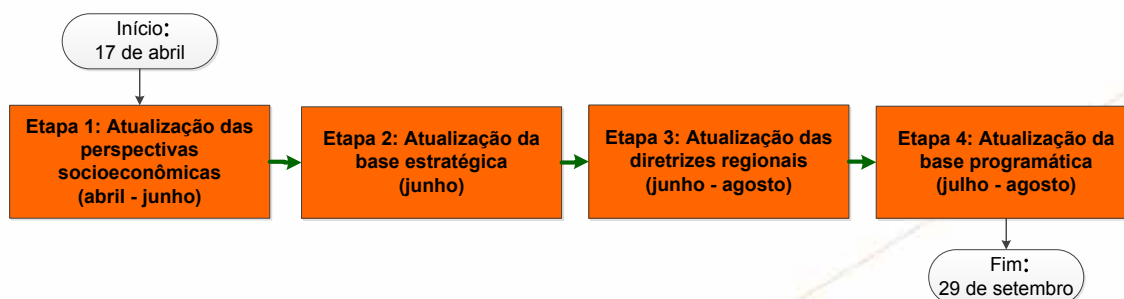 Início:
17 de abril
Etapa 1: Atualização das
perspectivas
socioeconômicas
(abril - junho)
Etapa 2: Atualização da
base estratégica
(junho)
Etapa 3: Atualização das
diretrizes regionais
(junho - agosto)
Etapa 4: Atualização da
base programática
(julho - agosto)
Fim:
29 de setembro